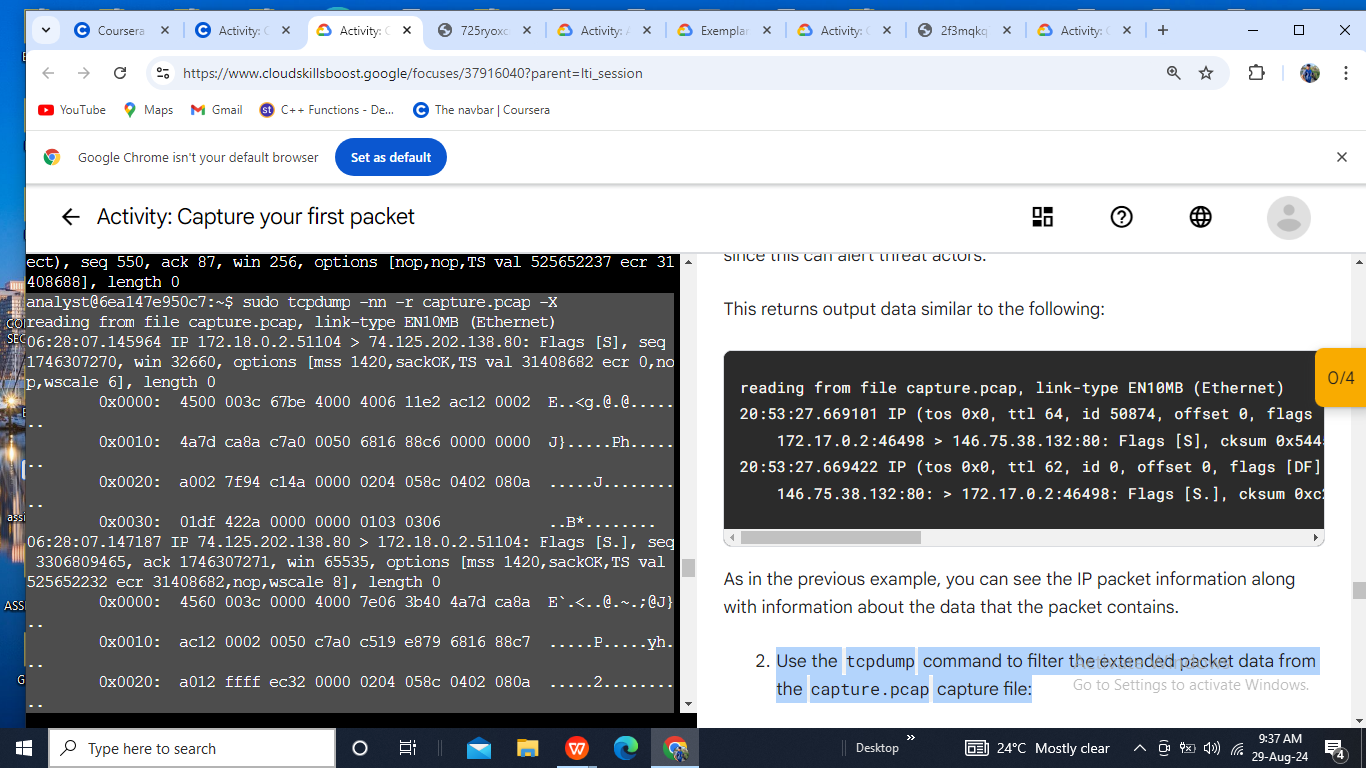 Coursera
Activity: C
Activity: C
725ryoxc
Activity: A
Exemplar
Activity: C
2f3mqkq
Activity: C
https://www.cloudskillsboost.google/focuses/37916040?parent=lti_session
YouTube
Maps
Gmail
st
C++ Functions - De...
The navbar | Coursera
Google Chrome isn't your default browser
Set as default
Activity: Capture your first packet
ect), seq 550, ack 87, win 256, options [nop,nop,TS val 525652237 ecr 31
408688], length 0
analyst@6ea147e950c7:~$ sudo tcpdump -nn -r capture.pcap -X
reading from file capture.pcap, link-type EN10MB (Ethernet)
06:28:07.145964 IP 172.18.0.2.51104 > 74.125.202.138.80: Flags [S], seq
1746307270, win 32660, options [mss 1420,sackOK,TS val 31408682 ecr 0,no
p,wscale 6], length 0
0x0000:  4500 003c 67be 4000 4006 11e2 ac12 0002  E..<g.@.@.....
..
0x0010:  4a7d ca8a c7a0 0050 6816 88c6 0000 0000  J}.....Ph.....
..
0x0020:  a002 7f94 c14a 0000 0204 058c 0402 080a  .....J........
..
0x0030:  01df 422a 0000 0000 0103 0306  ..B*........
06:28:07.147187 IP 74.125.202.138.80 > 172.18.0.2.51104: Flags [S.], seq
3306809465, ack 1746307271, win 65535, options [mss 1420,sackOK,TS val
525652232 ecr 31408682,nop,wscale 8], length 0
0x0000:  4560 003c 0000 4000 7e06 3b40 4a7d ca8a  E`.<..@.~.;@J}
..
0x0010:  ac12 0002 0050 c7a0 c519 e879 6816 88c7  .....P.....yh.
..
0x0020:  a012 ffff ec32 0000 0204 058c 0402 080a  .....2........
..
since this can alert threat actors.
This returns output data similar to the following:
reading from file capture.pcap, link-type EN10MB (Ethernet)
20:53:27.669101 IP (tos 0x0, ttl 64, id 50874, offset 0, flags
172.17.0.2:46498 > 146.75.38.132:80: Flags [S], cksum 0x544
20:53:27.669422 IP (tos 0x0, ttl 62, id 0, offset 0, flags [DF]
146.75.38.132:80: > 172.17.0.2:46498: Flags [S.], cksum 0xc
0/4
As in the previous example, you can see the IP packet information along
with information about the data that the packet contains.
2. Use the tcpdump command to filter the extended packet data from
the capture.pcap capture file:
Activate Windows
Go to Settings to activate Windows.
Type here to search
Desktop
24°C Mostly clear
9:37 AM
29-Aug-24
4